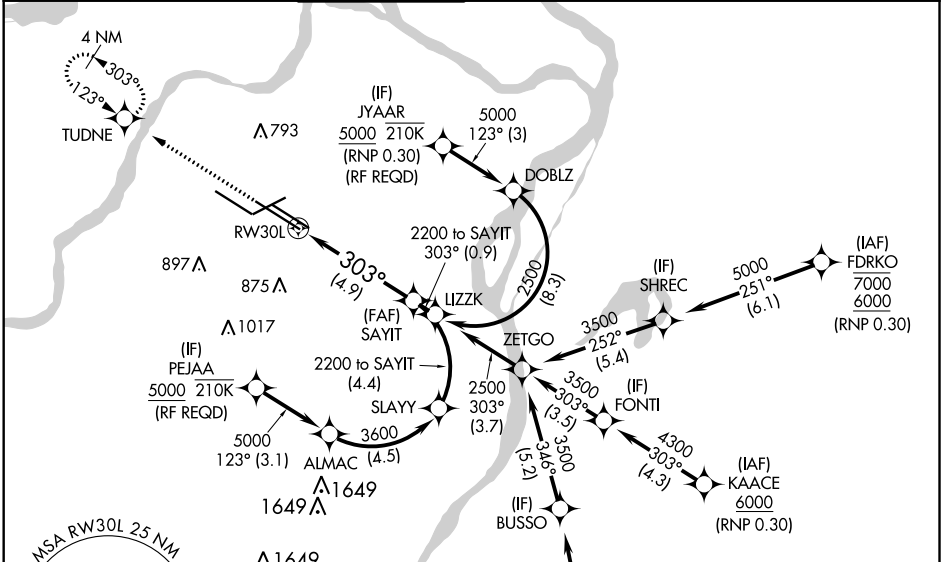 4 NM
303°
123°
TUDNE
793
(IF)
JYAAR
5000 210K
(RNP 0.30)
(RF REQD)
5000
123° (3)
DOBLZ
2500
(8.3)
2200 to SAYIT
303° (0.9)
RW30L
303°
(4.9)
897
875
1017
LIZZK
(FAF)
SAYIT
(IF)
SHREC
5000
251°
(6.1)
(IAF)
FDRKO
7000
6000
(RNP 0.30)
ZETGO
3500
252°
(5.4)
(IF)
PEJAA
5000 210K
(RF REQD)
2200 to SAYIT
(4.4)
SLAYY
2500
303°
(3.7)
3500
303°
(3.5)
(IF)
FONTI
5000
123° (3.1)
3600
(4.5)
ALMAC
4300
303°
(4.3)
(IAF)
KAACE
6000
(RNP 0.30)
3500
346°
(5.2)
(IF)
BUSSO
1649
1649
1649
MSA RW30L 25 NM